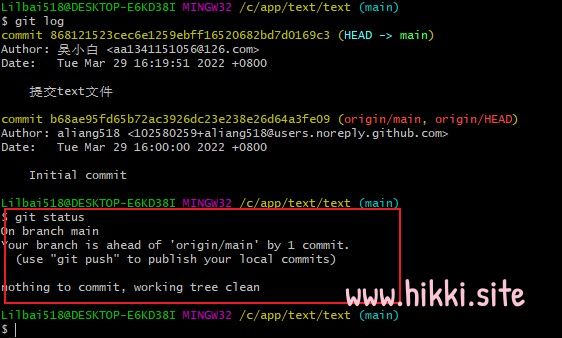 Lilbai518@DESKTOP-E6KD38I MINGW32 /c/app/text/text (main)
$ git log
commit 868121523cec6e1259ebff16520682bd7d0169c3 (HEAD -> main)
Author: 吴小白 <aa1341151056@126.com>
Date:   Tue Mar 29 16:19:51 2022 +0800
    提交text文件
commit b68ae95fd65b72ac3926dc23e238e26d64a3fe09 (origin/main, origin/HEAD)
Author: aliang518 <102580259+aliang518@users.noreply.github.com>
Date:   Tue Mar 29 16:00:00 2022 +0800
    Initial commit
Lilbai518@DESKTOP-E6KD38I MINGW32 /c/app/text/text (main)
$ git status
On branch main
Your branch is ahead of 'origin/main' by 1 commit.
  (use "git push" to publish your local commits)
nothing to commit, working tree clean
www.hikki.site
Lilbai518@DESKTOP-E6KD38I MINGW32 /c/app/text/text (main)
$